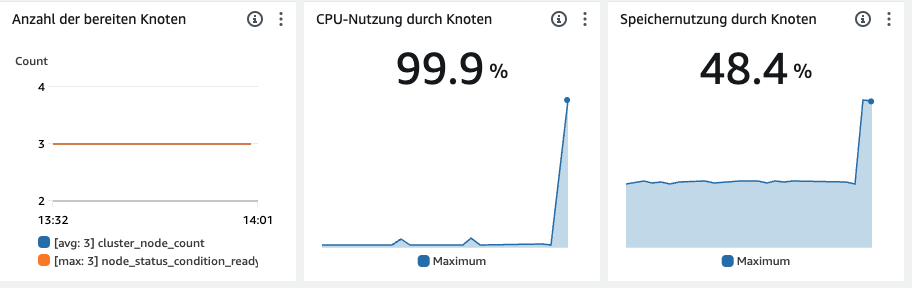 Anzahl der bereiten Knoten
Count
4
3
2
13:32
14:01
[avg: 3] cluster_node_count
[max: 3] node_status_condition_ready
CPU-Nutzung durch Knoten
99.9 %
Maximum
Speichernutzung durch Knoten
48.4 %
Maximum